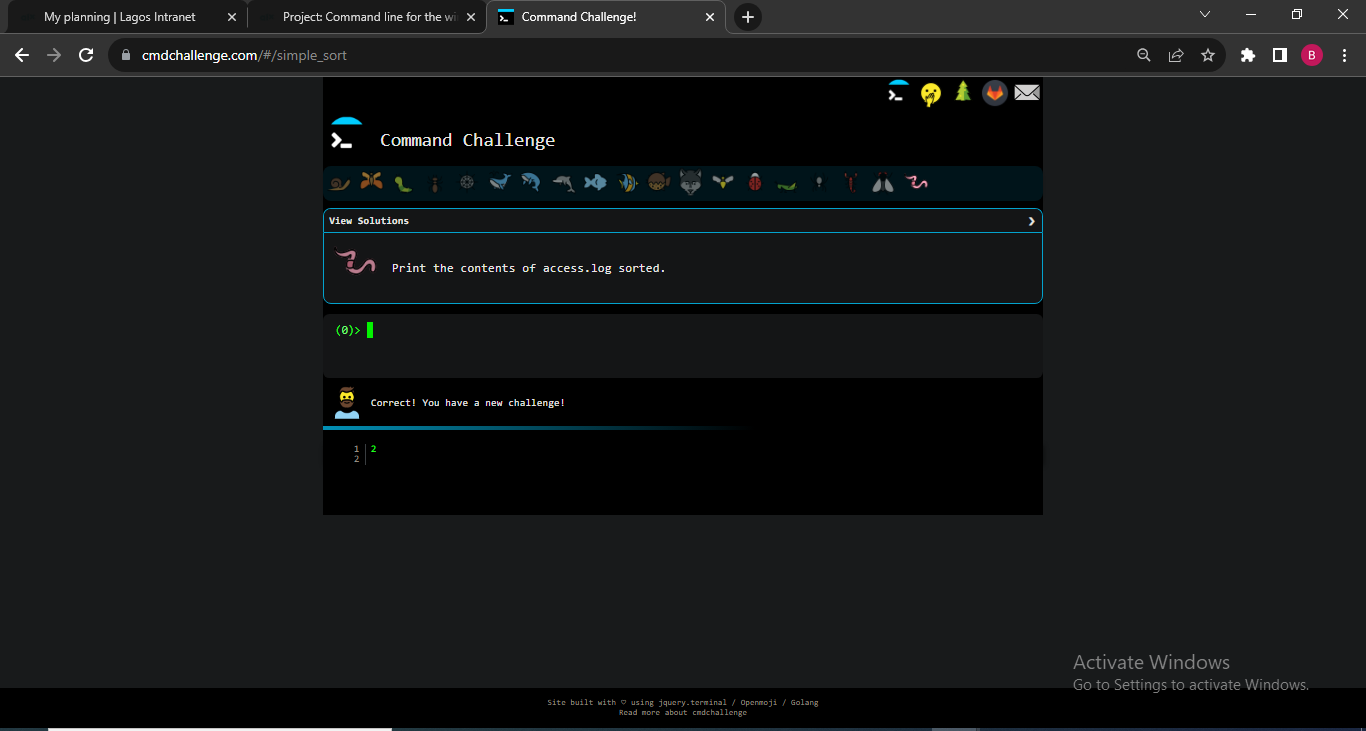 My planning | Lagos Intranet
Project: Command line for the wi
Command Challenge!
cmdchallenge.com/#/simple_sort
B
Command Challenge
View Solutions
Print the contents of access.log sorted.
(0)>
Correct! You have a new challenge!
1 2
2
Activate Windows
Go to Settings to activate Windows.
Site built with ♡ using jquery.terminal / Openmoji / Golang
Read more about cmdchallenge